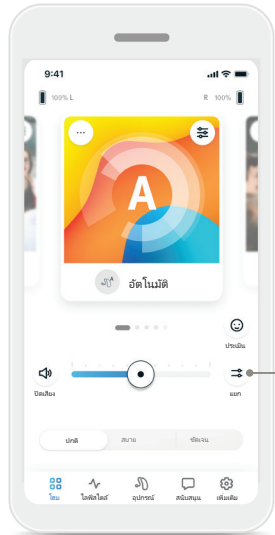 9:41
100% L
R 100%
A
A
อัตโนมัติ
ประเมิน
ปิดเสียง
แยก
ปกติ สบาย ชัดเจน
โฮม ไลฟ์สไตล์ อุปกรณ์ สนับสนุน เพิ่มเติม